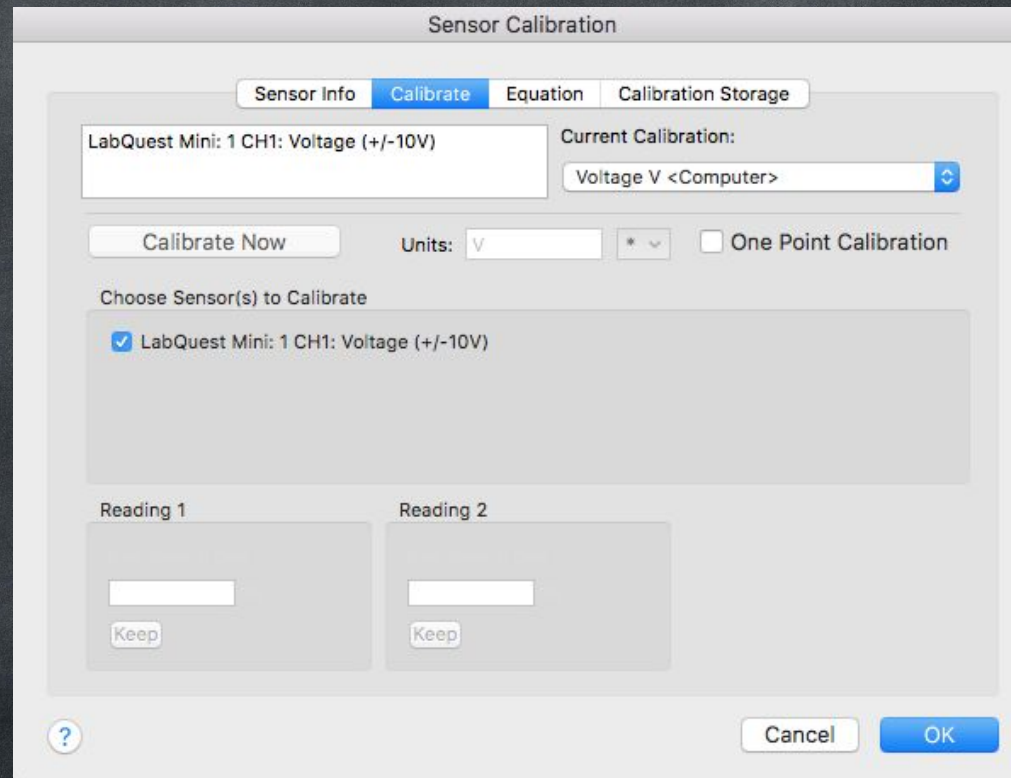 Sensor Calibration
Sensor Info Calibrate Equation Calibration Storage
LabQuest Mini: 1 CH1: Voltage (+/-10V)
Current Calibration:
Voltage V <Computer>
Calibrate Now Units: V * One Point Calibration
Choose Sensor(s) to Calibrate
LabQuest Mini: 1 CH1: Voltage (+/-10V)
Reading 1 Reading 2
Keep Keep
? Cancel OK